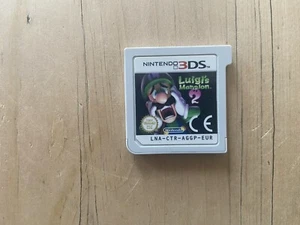 NINTENDO 3DS
Luigi's
Mansion
2
CE
LNA-CTR-AGGP-EUR